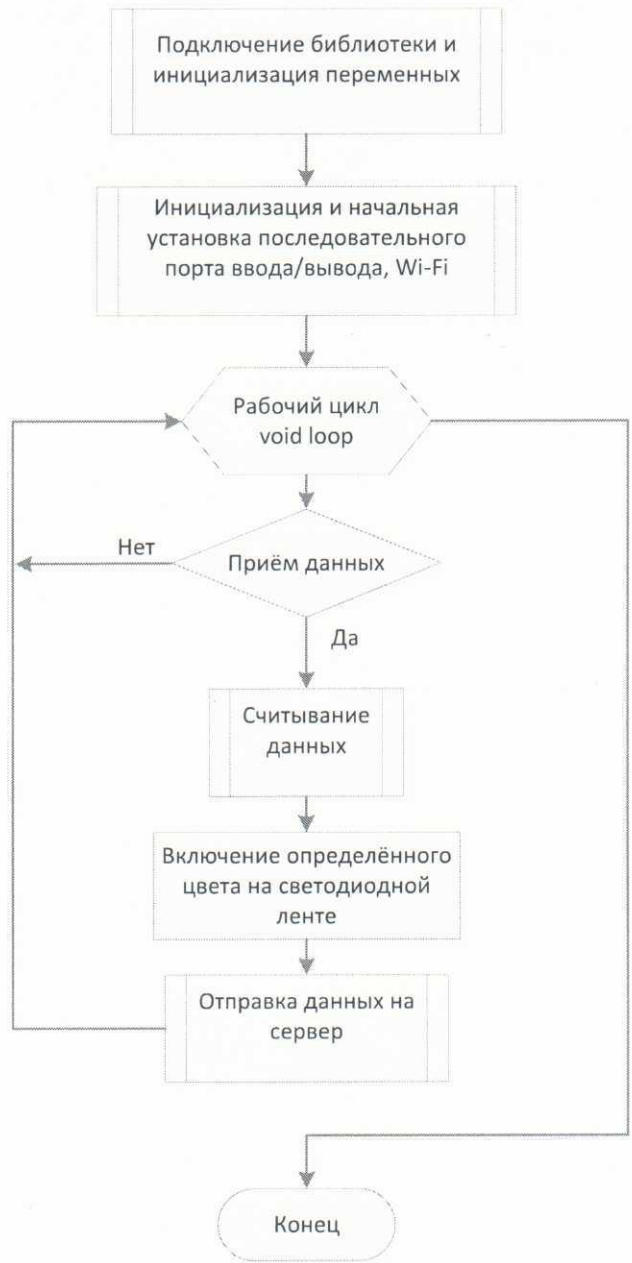 Подключение библиотеки и
инициализация переменных
Инициализация и начальная
установка последовательного
порта ввода/вывода, Wi-Fi
Рабочий цикл
void loop
Нет
Приём данных
Да
Считывание
данных
Включение определённого
цвета на светодиодной
ленте
Отправка данных на
сервер
Конец